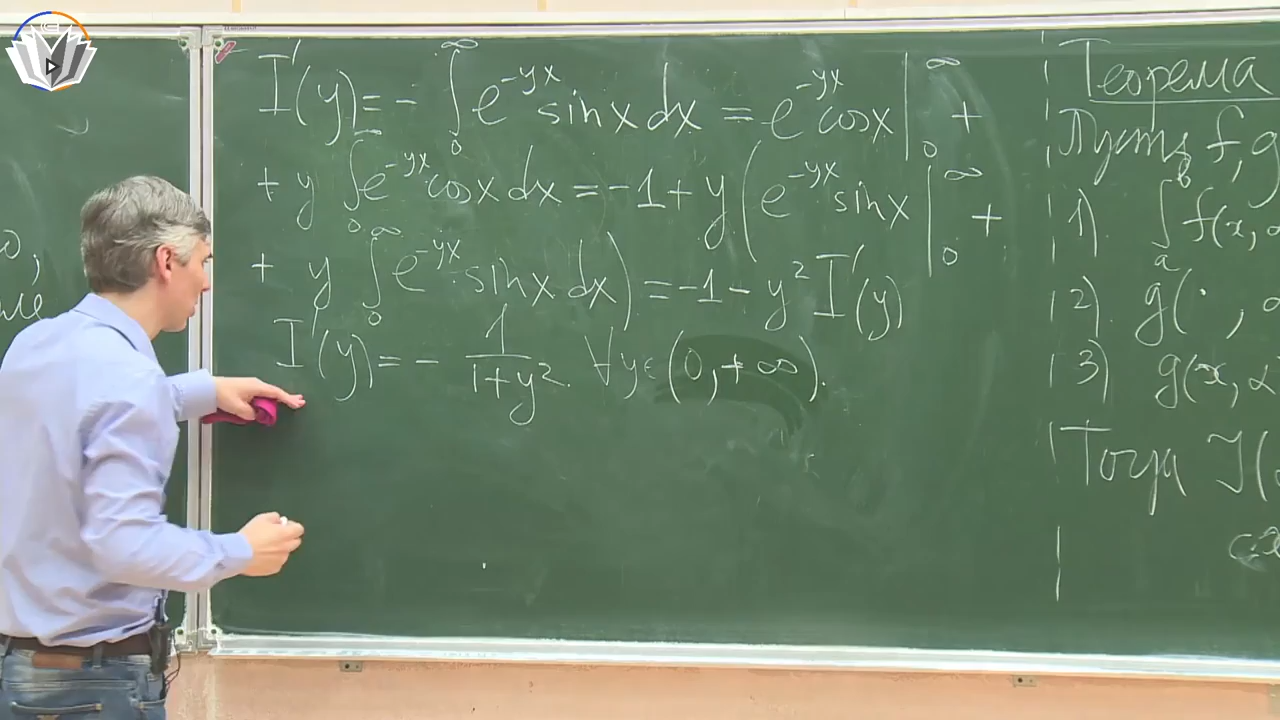 I'(y) = - ∫₀^∞ e^{-yx} sin x dx = e^{-yx} cos x |₀^∞ +
+ y ∫₀^∞ e^{-yx} cos x dx = -1 + y ( e^{-yx} sin x |₀^∞ +
+ y ∫₀^∞ e^{-yx} sin x dx ) = -1 - y² I'(y)
I'(y) = - 1/(1+y²). ∀y∈(0,+∞).
Теорема
Пусть f, g
1) ∫ₐᵇ f(x, α
2) g(·, α
3) g(x, α
Тогда J(